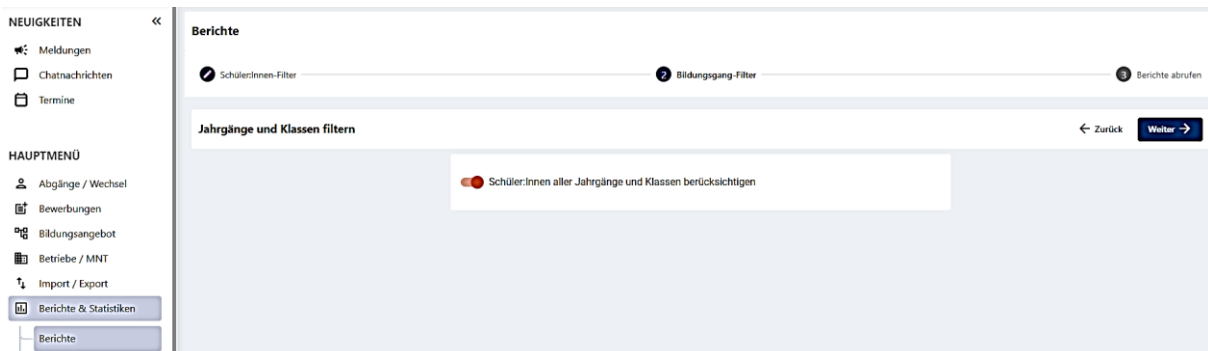 NEUIGKEITEN
Meldungen
Chatnachrichten
Termine
HAUPTMENÜ
Abgänge / Wechsel
Bewerbungen
Bildungsangebot
Betriebe / MNT
Import / Export
Berichte & Statistiken
Berichte
Berichte
Schüler:Innen-Filter
2 Bildungsgang-Filter
3 Berichte abrufen
Jahrgänge und Klassen filtern
Zurück
Weiter
Schüler:Innen aller Jahrgänge und Klassen berücksichtigen